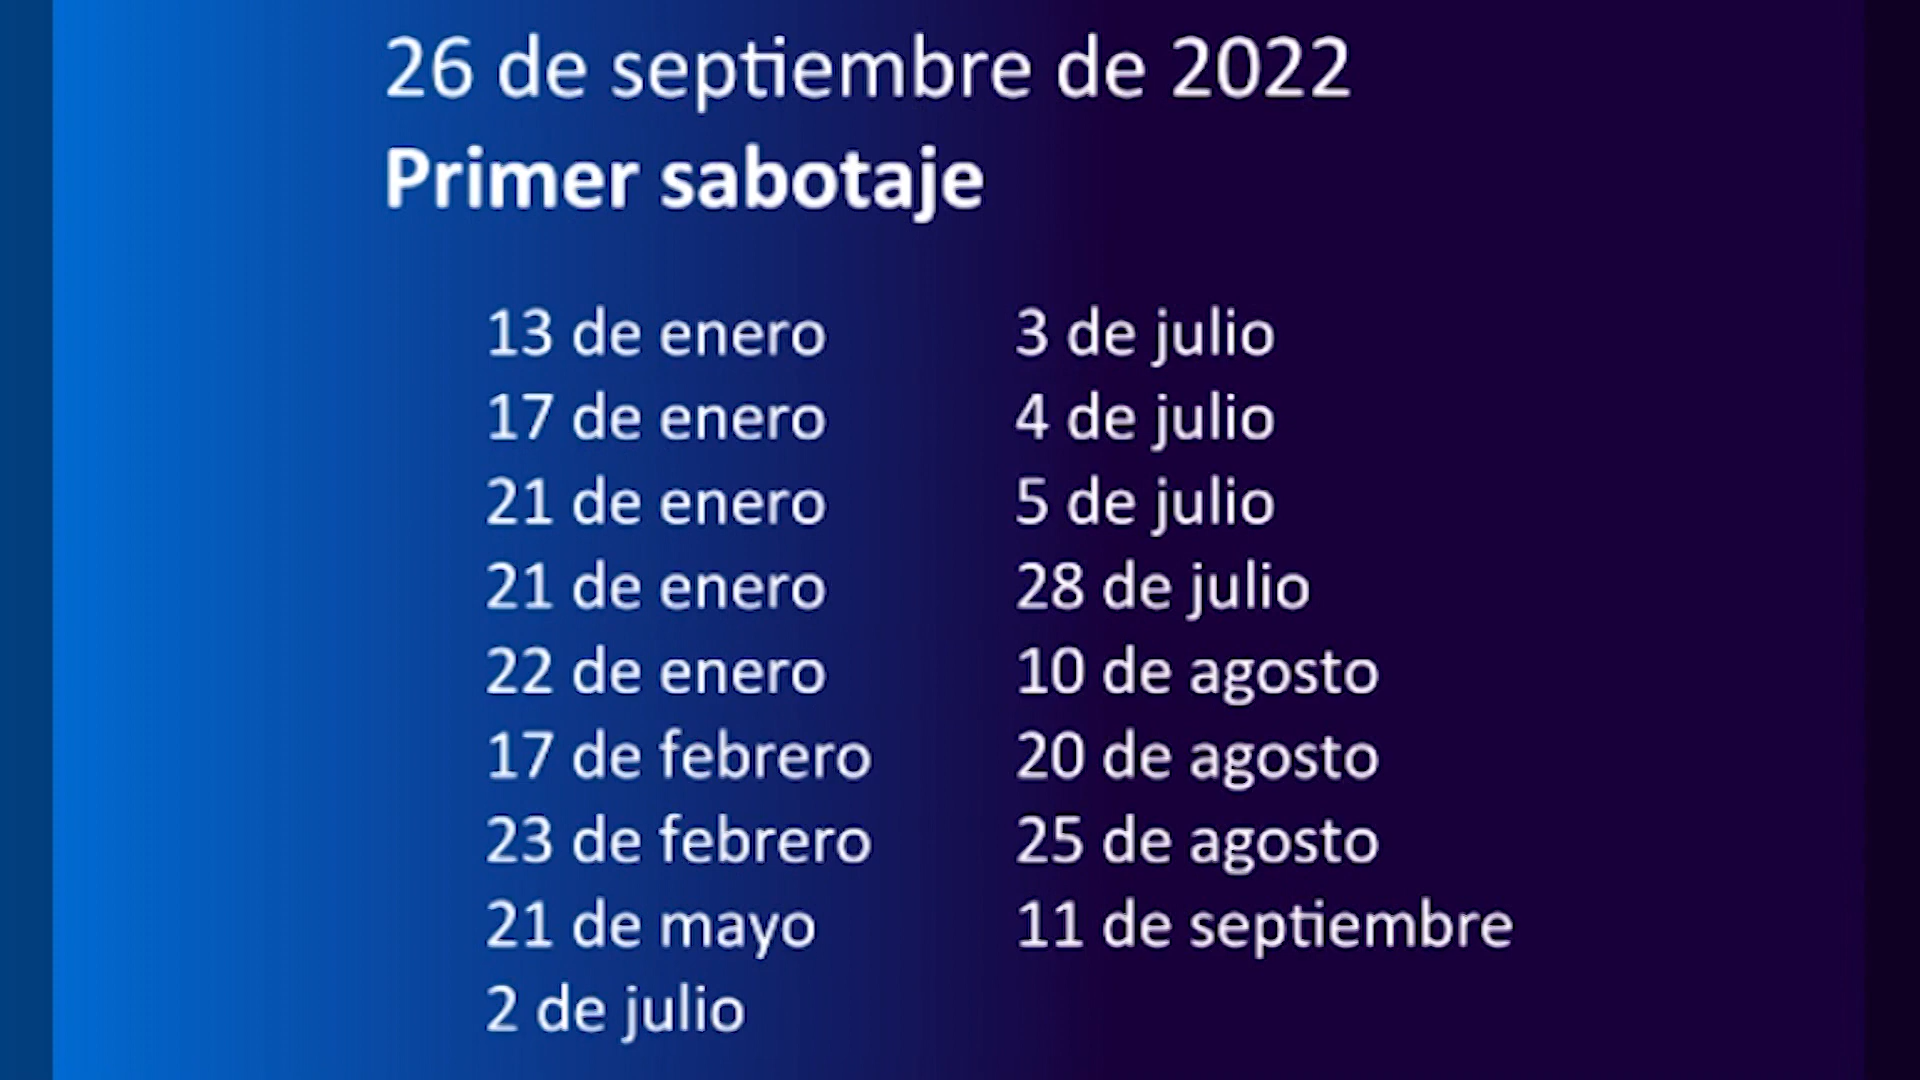 26 de septiembre de 2022
Primer sabotaje
13 de enero
17 de enero
21 de enero
21 de enero
22 de enero
17 de febrero
23 de febrero
21 de mayo
2 de julio
3 de julio
4 de julio
5 de julio
28 de julio
10 de agosto
20 de agosto
25 de agosto
11 de septiembre